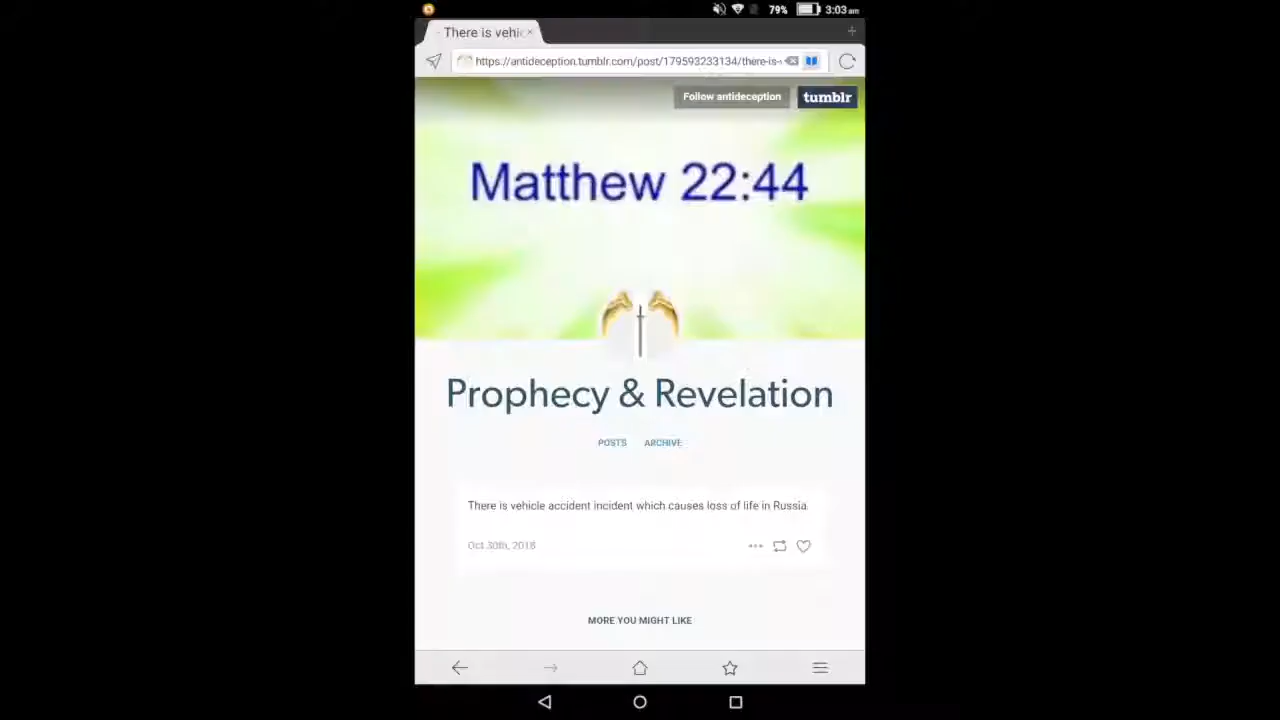 79% 3:03 am
There is vehic
https://antideception.tumblr.com/post/179593233134/there-is-
Follow antideception tumblr
Matthew 22:44
Prophecy & Revelation
POSTS ARCHIVE
There is vehicle accident incident which causes loss of life in Russia.
Oct 30th, 2018
MORE YOU MIGHT LIKE